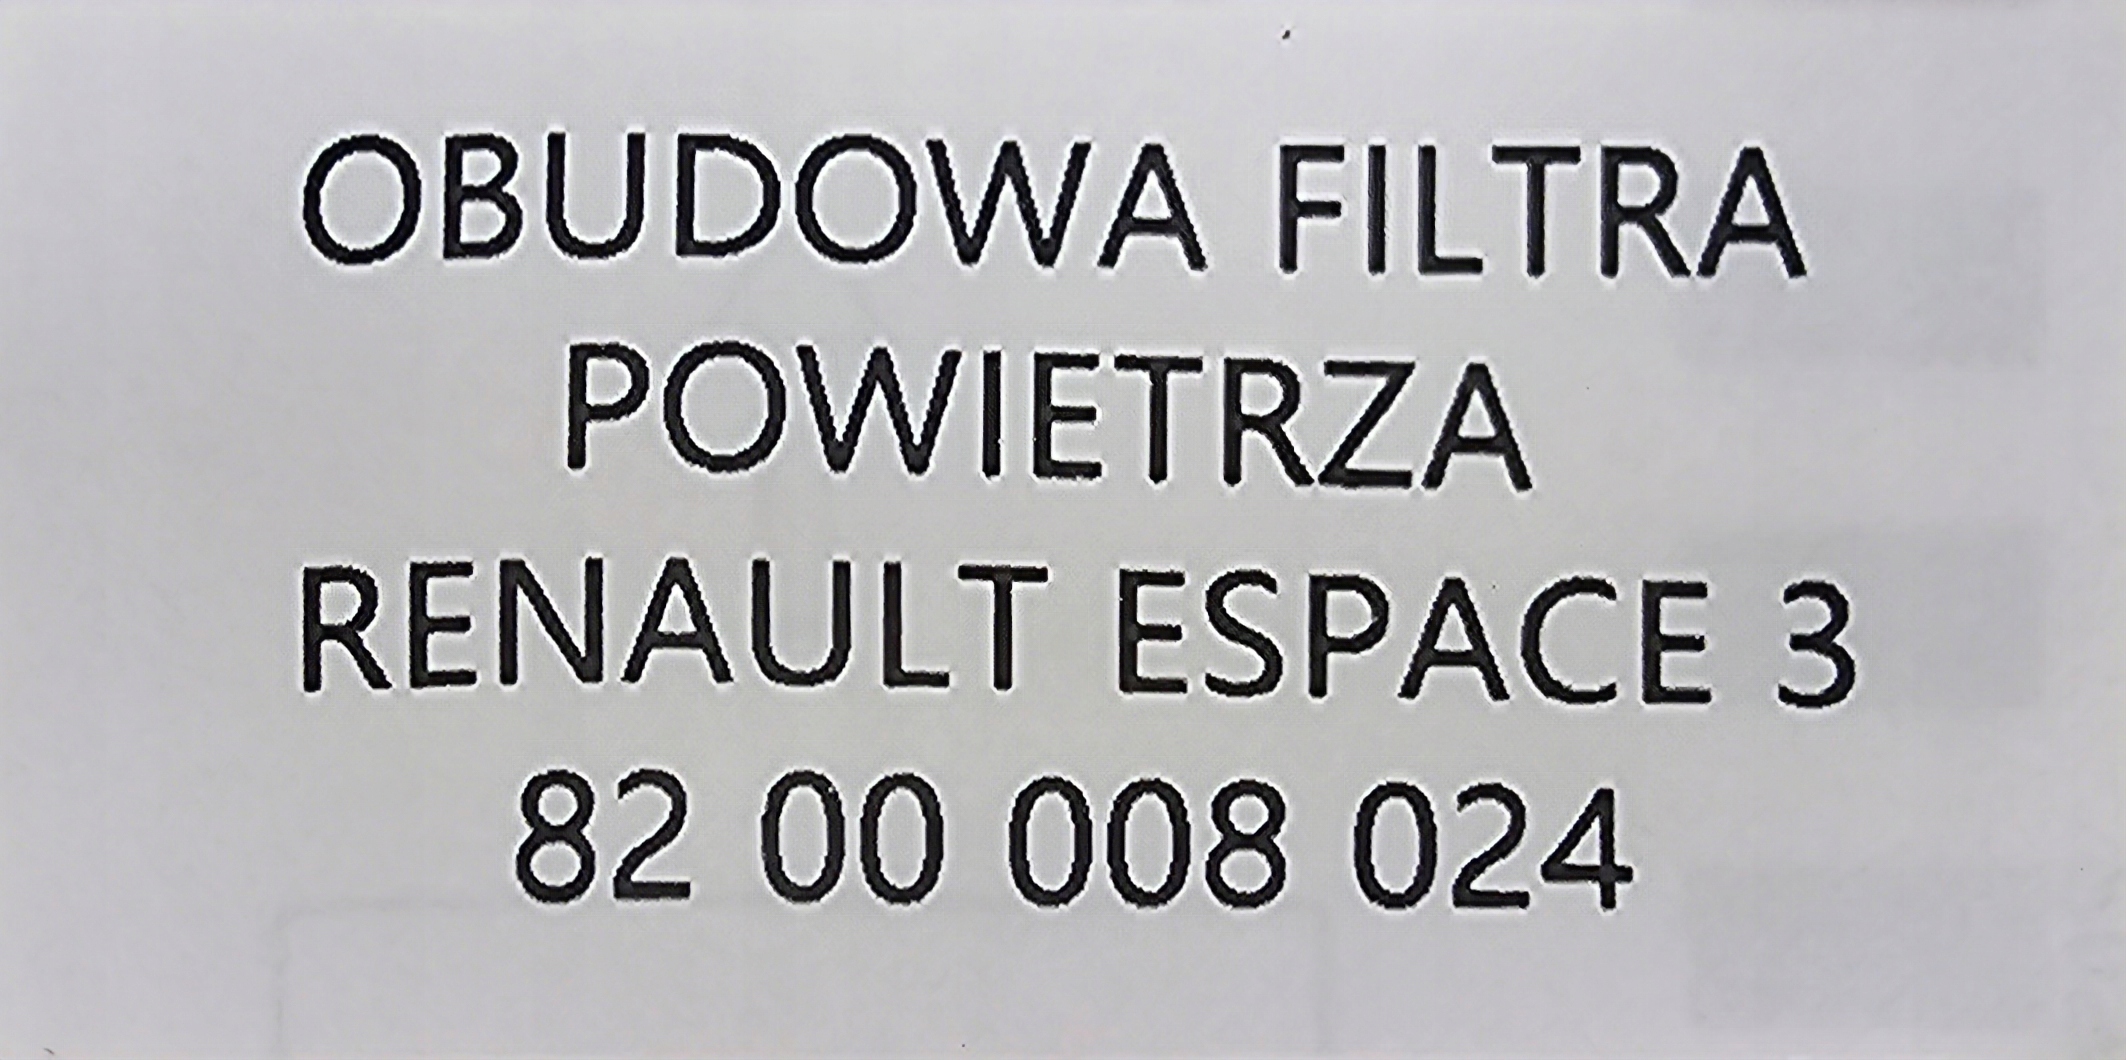 OBUDOWA FILTRA
POWIETRZA
RENAULT ESPACE 3
82 00 008 024